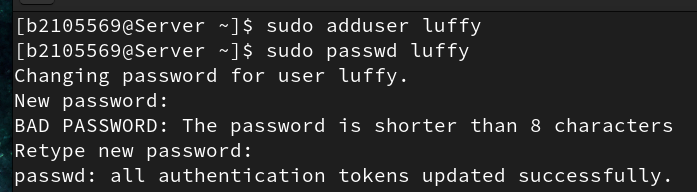 [b2105569@Server ~]$ sudo adduser luffy
[b2105569@Server ~]$ sudo passwd luffy
Changing password for user luffy.
New password:
BAD PASSWORD: The password is shorter than 8 characters
Retype new password:
passwd: all authentication tokens updated successfully.